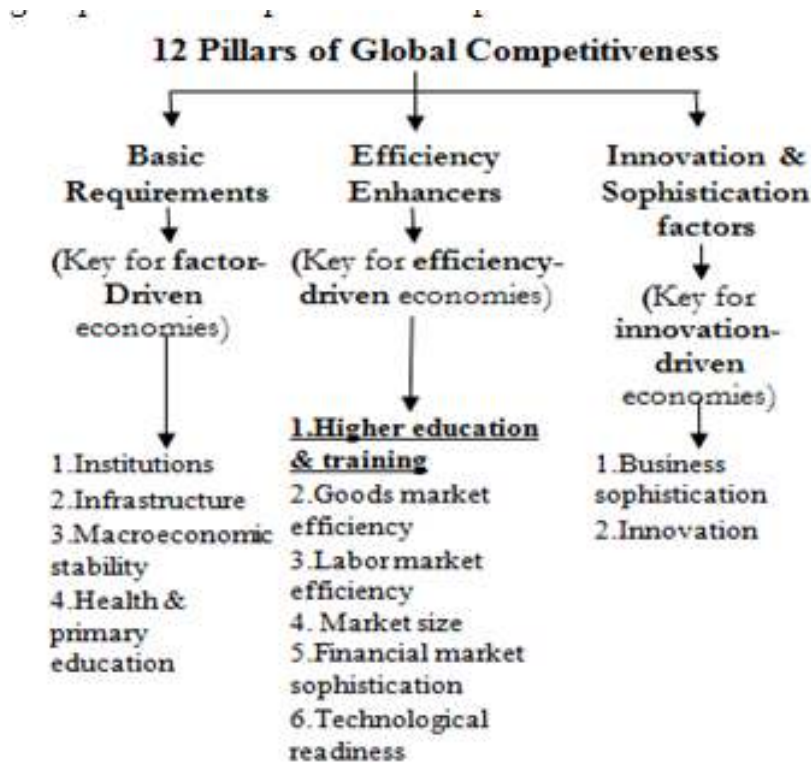 12 Pillars of Global Competitiveness
Basic
Requirements
(Key for factor-
Driven
economies)
1.Institutions
2.Infrastructure
3.Macroeconomic
stability
4.Health &
primary
education
Efficiency
Enhancers
(Key for efficiency-
driven economies)
1.Higher education
& training
2.Goods market
efficiency
3.Labor market
efficiency
4. Market size
5.Financial market
sophistication
6.Technological
readiness
Innovation &
Sophistication
factors
(Key for
innovation-
driven
economies)
1.Business
sophistication
2.Innovation